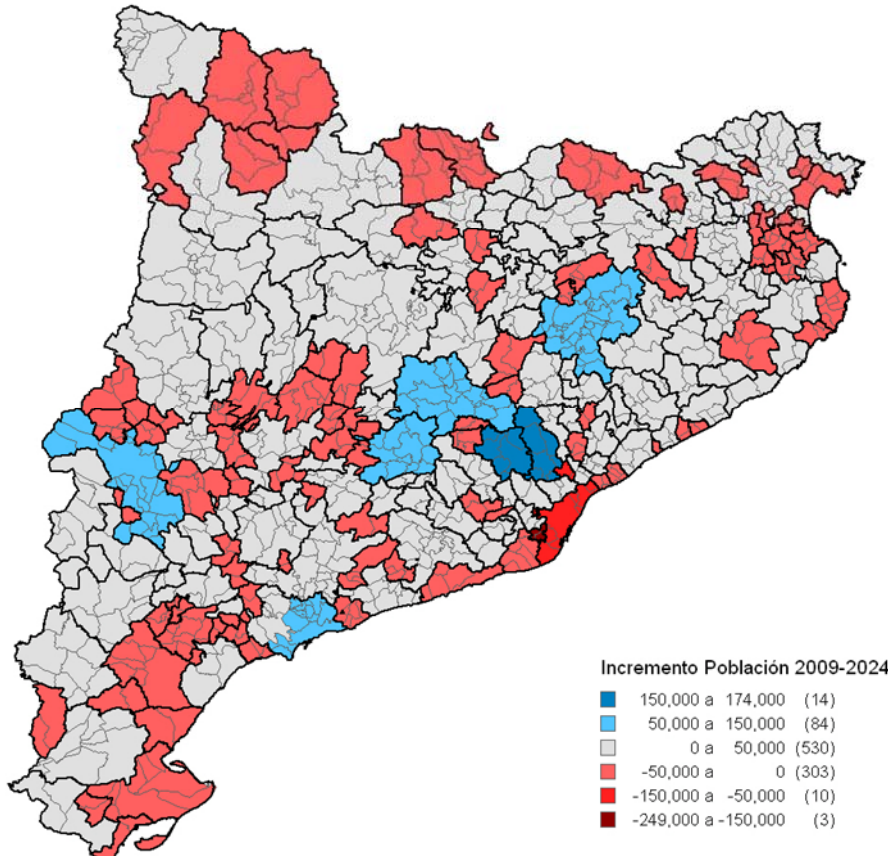 Incremento Población 2009-2024
150,000 a 174,000 (14)
50,000 a 150,000 (84)
0 a 50,000 (530)
-50,000 a 0 (303)
-150,000 a -50,000 (10)
-249,000 a -150,000 (3)